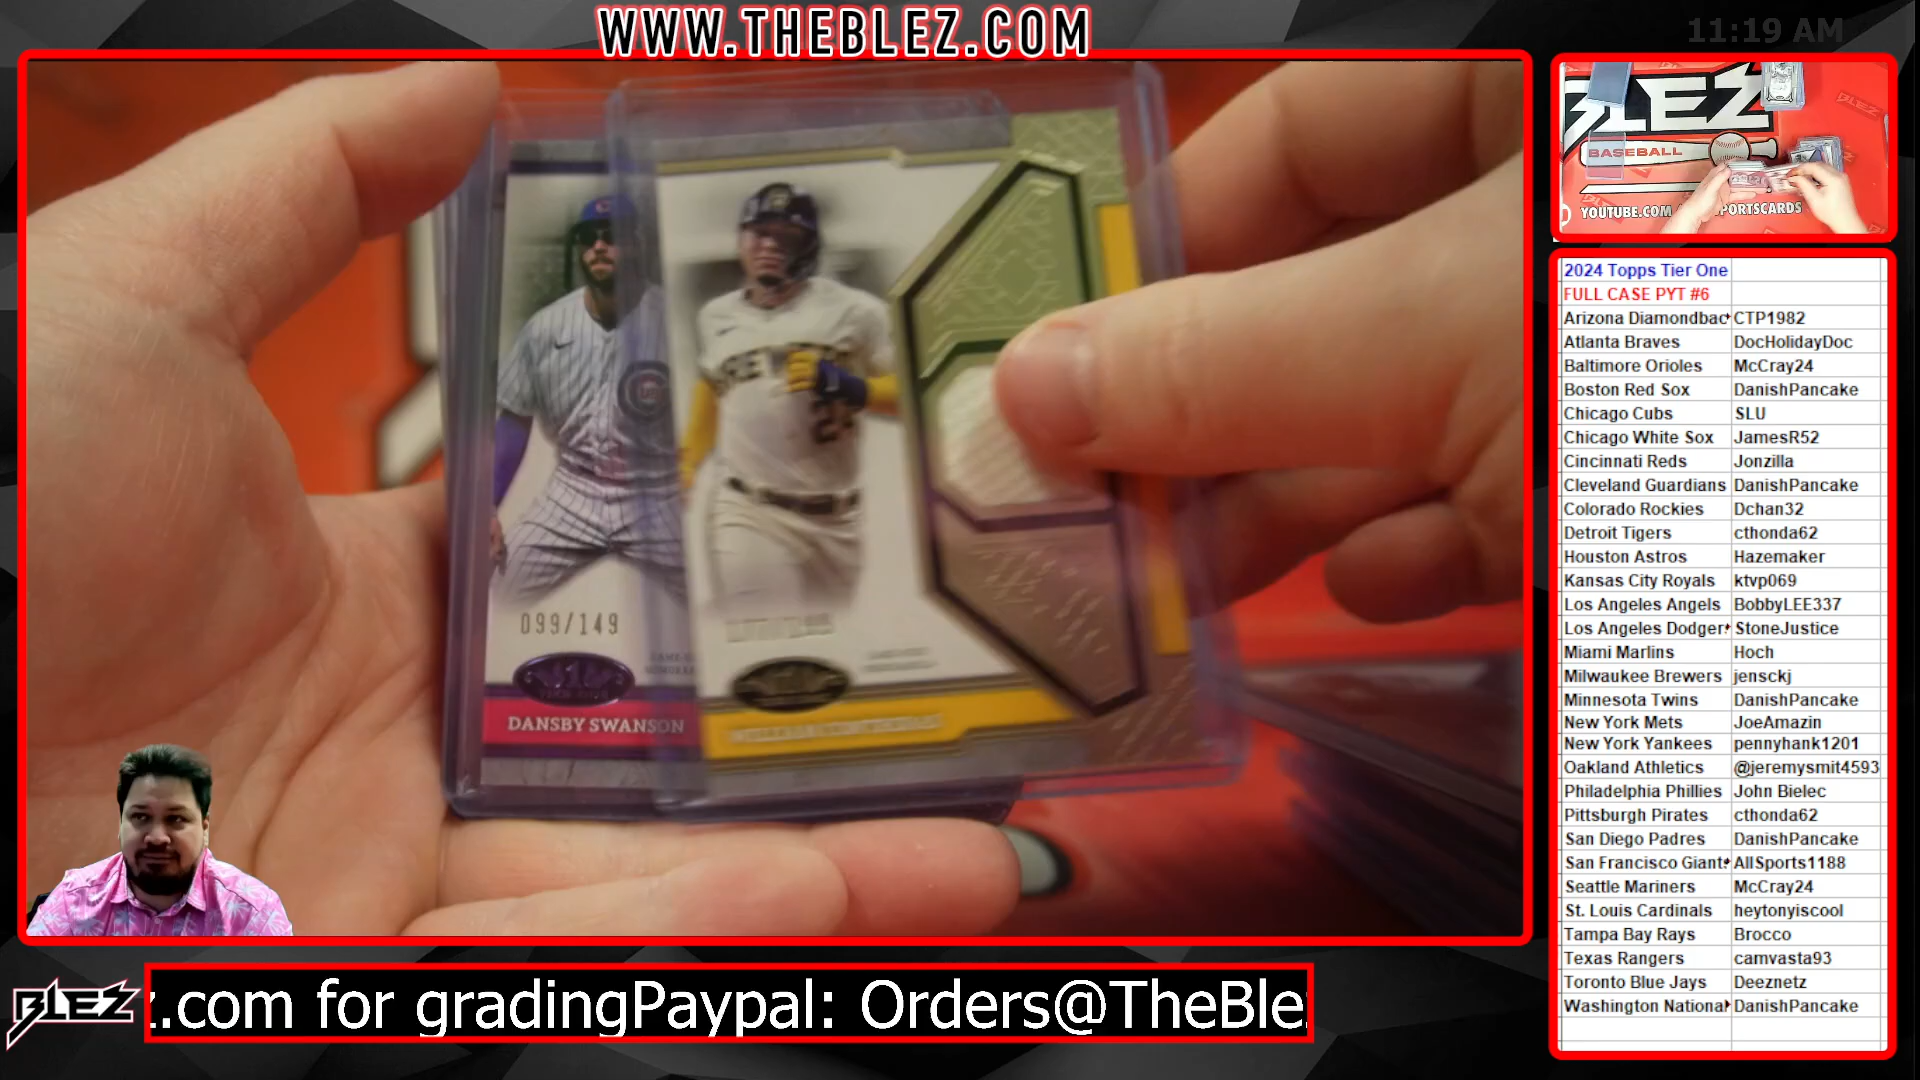 WWW.THEBLEZ.COM
11:19 AM
BLEZ
BASEBALL
YOUTUBE.COM
PORTSCARDS
099/149
DANSBY SWANSON
2024 Topps Tier One
FULL CASE PYT #6
Arizona Diamondbac CTP1982
Atlanta Braves DocHolidayDoc
Baltimore Orioles McCray24
Boston Red Sox DanishPancake
Chicago Cubs SLU
Chicago White Sox JamesR52
Cincinnati Reds Jonzilla
Cleveland Guardians DanishPancake
Colorado Rockies Dchan32
Detroit Tigers cthonda62
Houston Astros Hazemaker
Kansas City Royals ktvp069
Los Angeles Angels BobbyLEE337
Los Angeles Dodger StoneJustice
Miami Marlins Hoch
Milwaukee Brewers jensckj
Minnesota Twins DanishPancake
New York Mets JoeAmazin
New York Yankees pennyhank1201
Oakland Athletics @jeremysmit4593
Philadelphia Phillies John Bielec
Pittsburgh Pirates cthonda62
San Diego Padres DanishPancake
San Francisco Giant AllSports1188
Seattle Mariners McCray24
St. Louis Cardinals heytonyiscool
Tampa Bay Rays Brocco
Texas Rangers camvasta93
Toronto Blue Jays Deeznetz
Washington Nationa DanishPancake
BLEZ
z.com for gradingPaypal: Orders@TheBlez